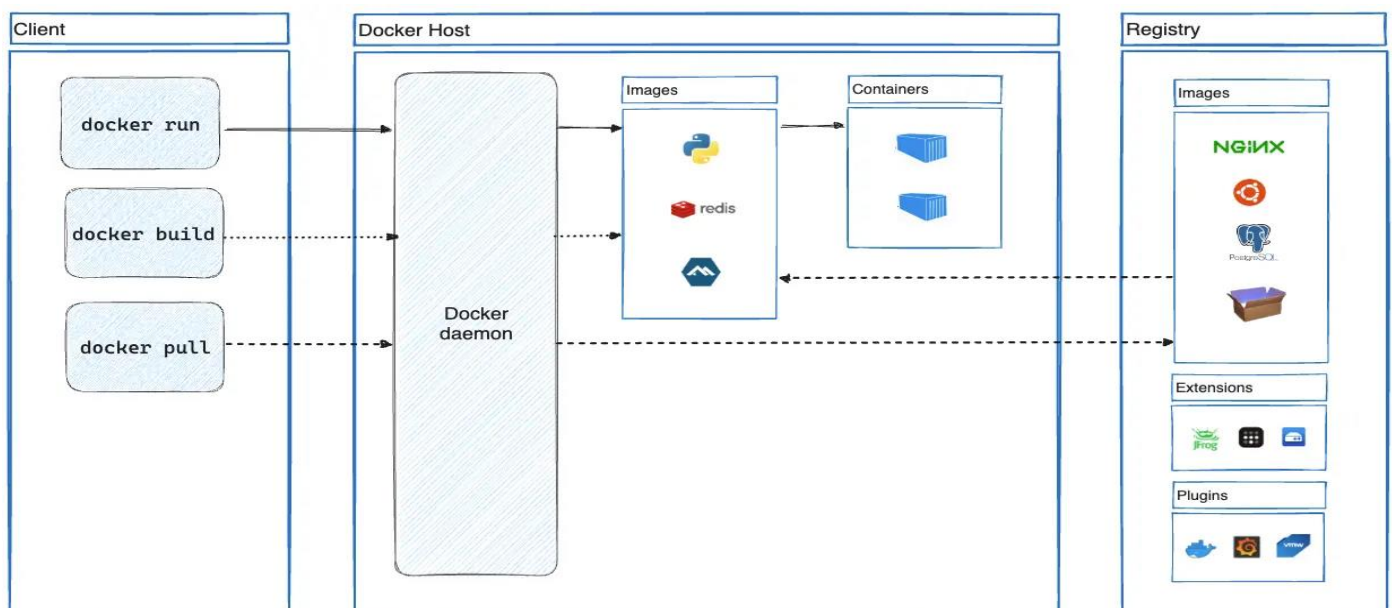 Client
docker run
docker build
docker pull
Docker Host
Docker
daemon
Images
redis
Containers
Registry
Images
NGINX
PostgreSQL
Extensions
JFrog
Plugins